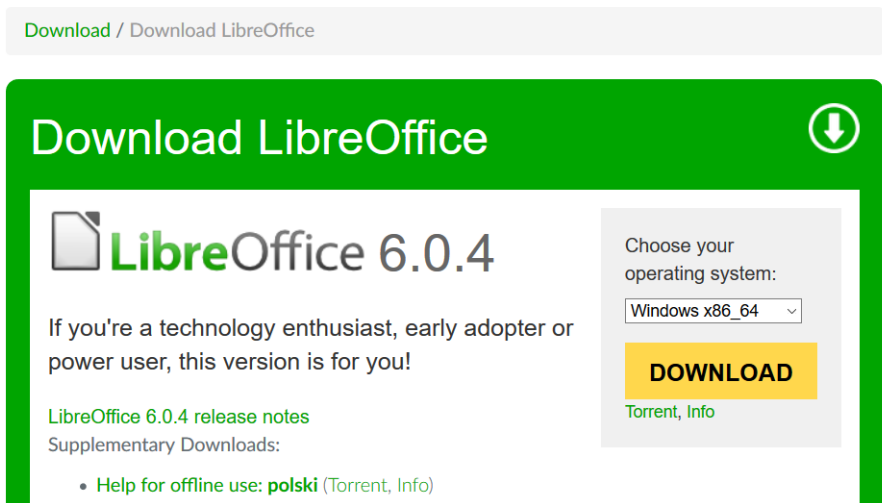 Download / Download LibreOffice
Download LibreOffice
LibreOffice 6.0.4
If you're a technology enthusiast, early adopter or
power user, this version is for you!
LibreOffice 6.0.4 release notes
Supplementary Downloads:
• Help for offline use: polski (Torrent, Info)
Choose your
operating system:
Windows x86_64
DOWNLOAD
Torrent, Info